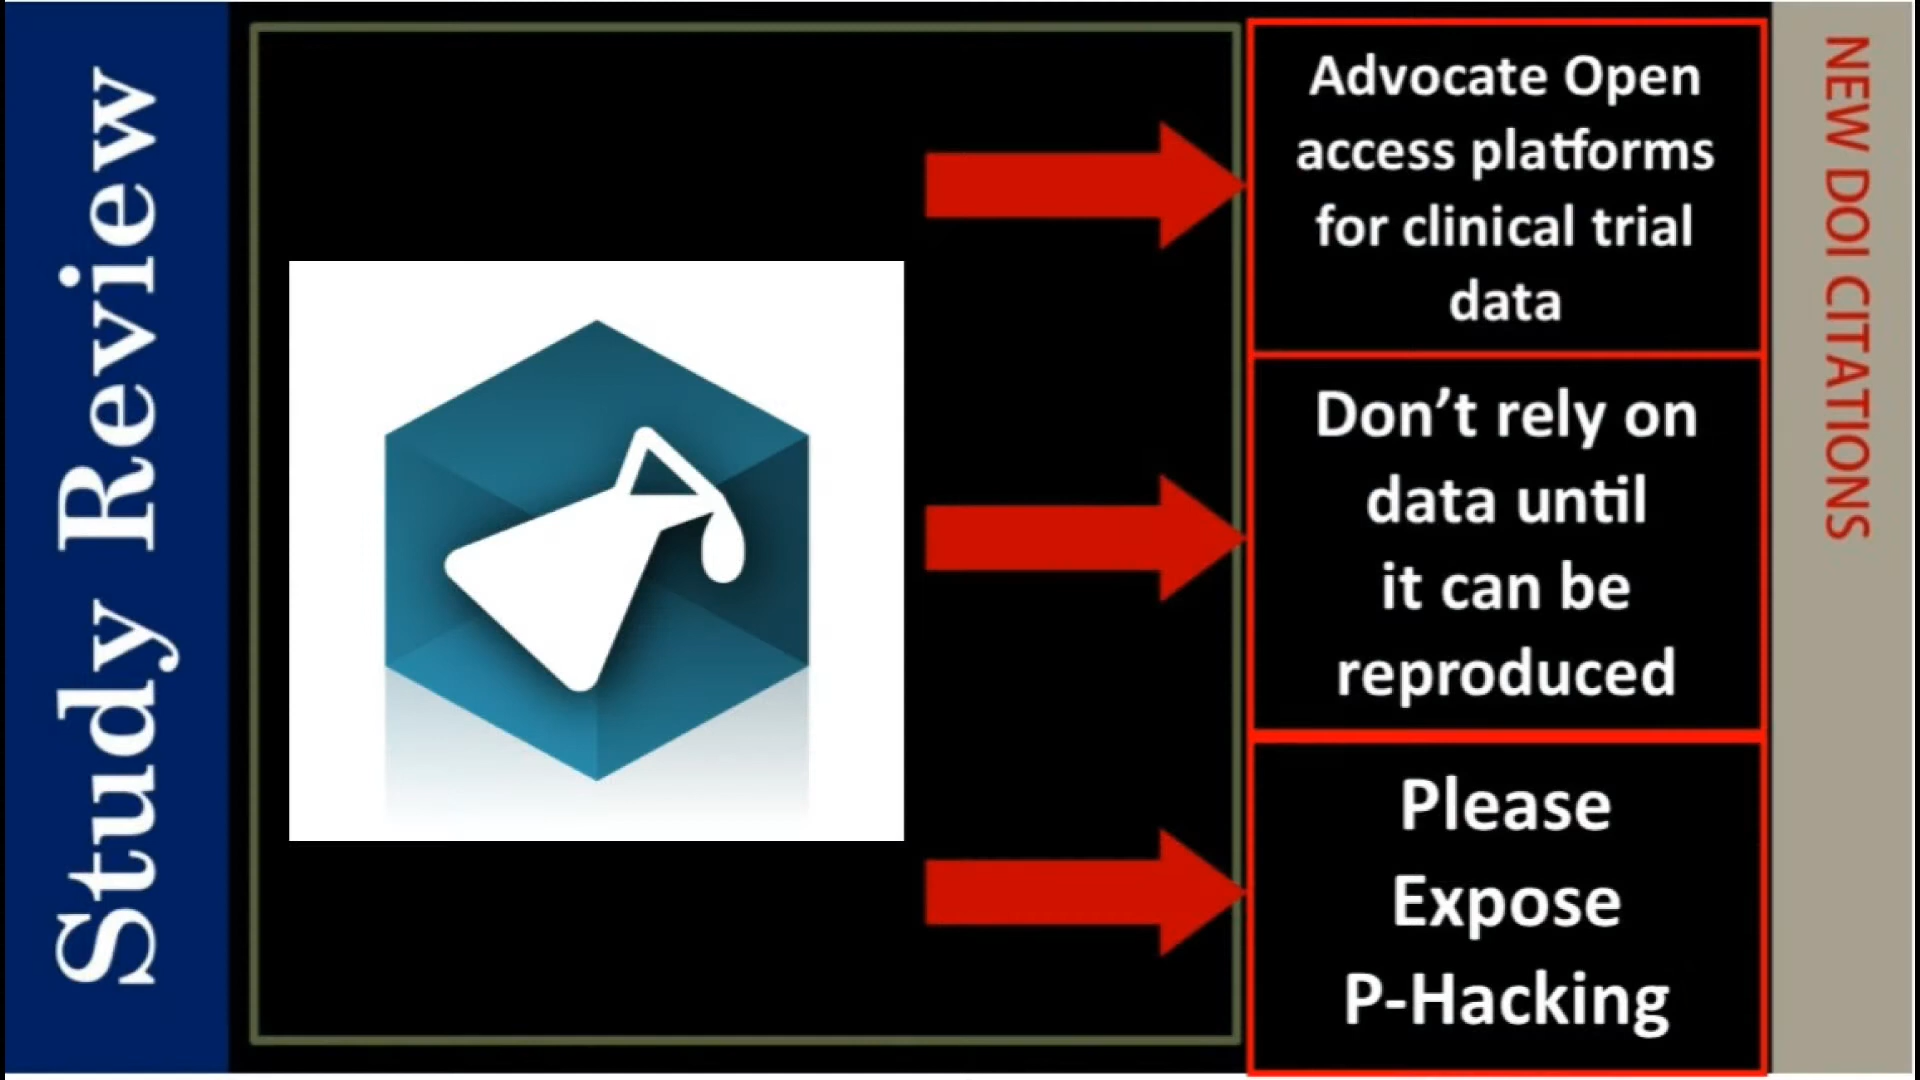 Study Review
Advocate Open
access platforms
for clinical trial
data
Don’t rely on
data until
it can be
reproduced
Please
Expose
P-Hacking
NEW DOI CITATIONS